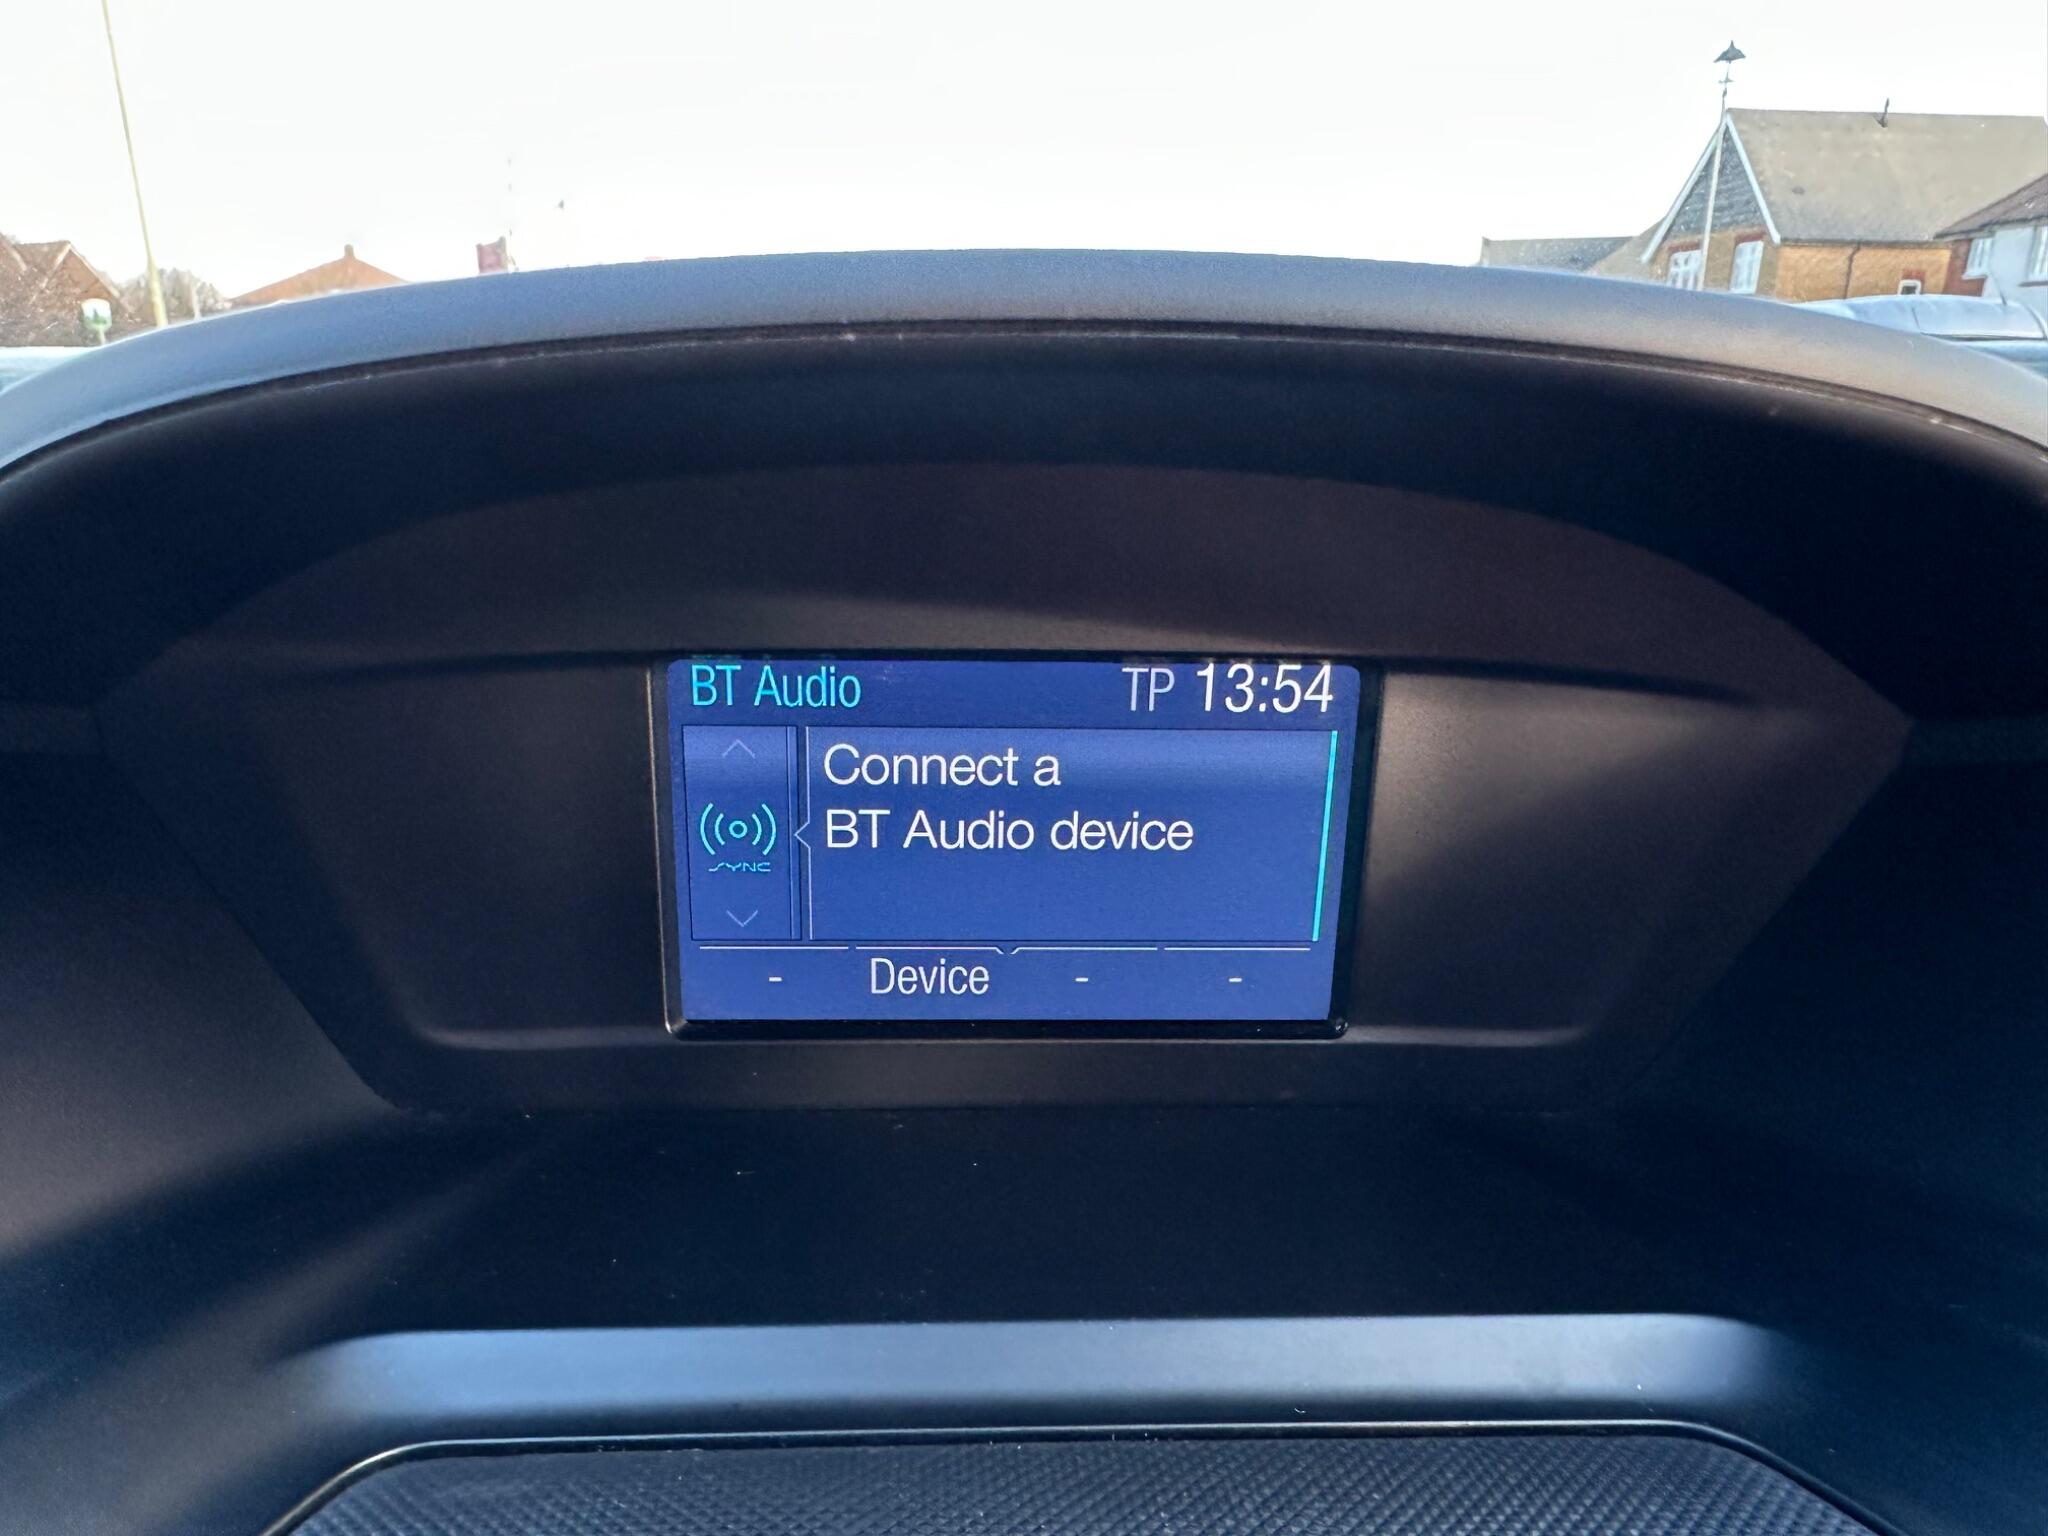 BT Audio TP 13:54
Connect a
BT Audio device
SYNC
- Device - -